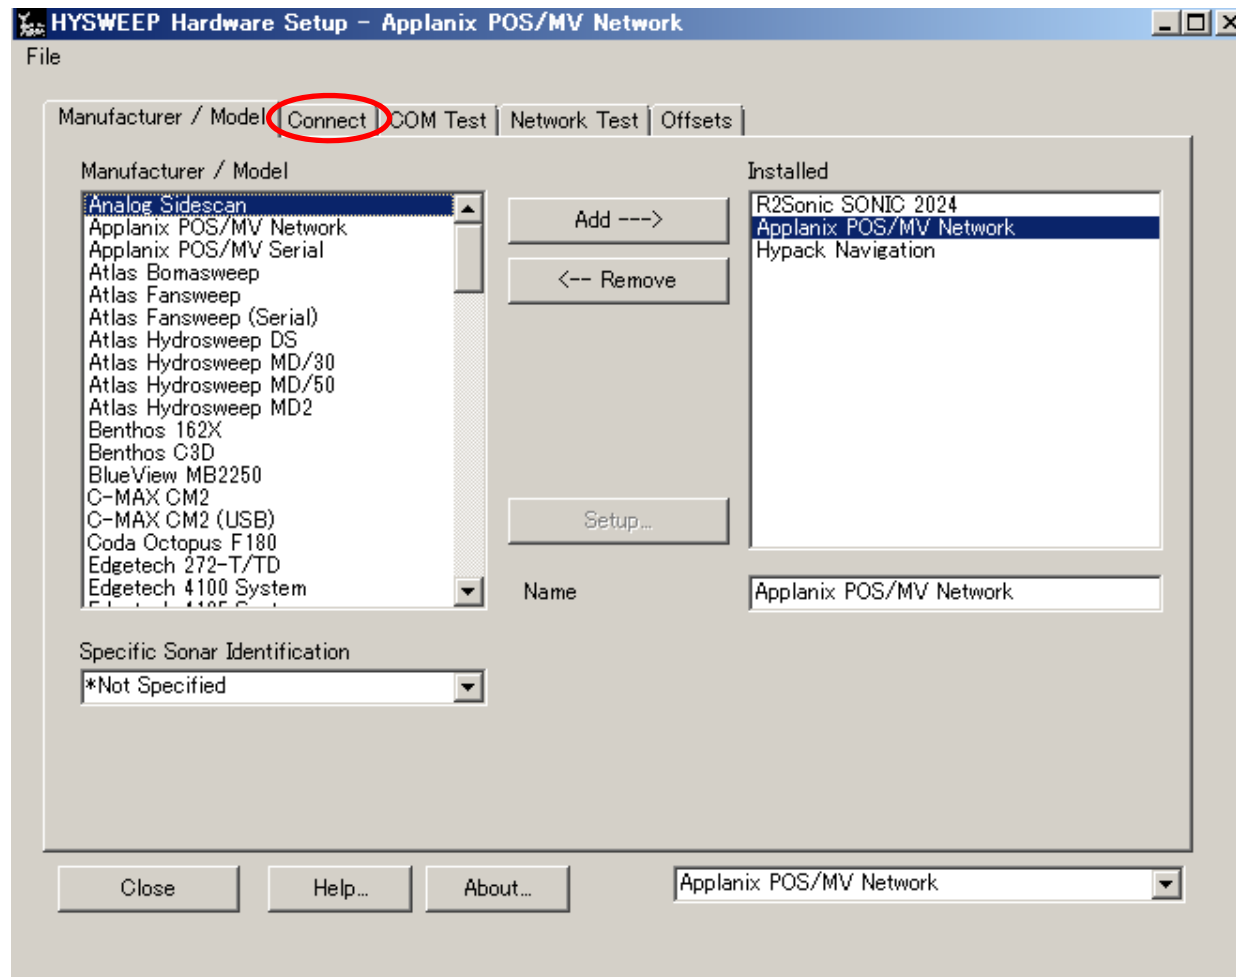 HYSWEEP Hardware Setup - Applanix POS/MV Network
File
Manufacturer / Model
Connect
COM Test
Network Test
Offsets
Manufacturer / Model
Analog Sidescan
Applanix POS/MV Network
Applanix POS/MV Serial
Atlas Bomasweep
Atlas Fansweep
Atlas Fansweep (Serial)
Atlas Hydrosweep DS
Atlas Hydrosweep MD/30
Atlas Hydrosweep MD/50
Atlas Hydrosweep MD2
Benthos 162X
Benthos C3D
BlueView MB2250
C-MAX CM2
C-MAX CM2 (USB)
Coda Octopus F180
Edgetech 272-T/TD
Edgetech 4100 System
Add --->
<-- Remove
Setup...
Installed
R2Sonic SONIC 2024
Applanix POS/MV Network
Hypack Navigation
Name
Applanix POS/MV Network
Specific Sonar Identification
*Not Specified
Close
Help...
About...
Applanix POS/MV Network